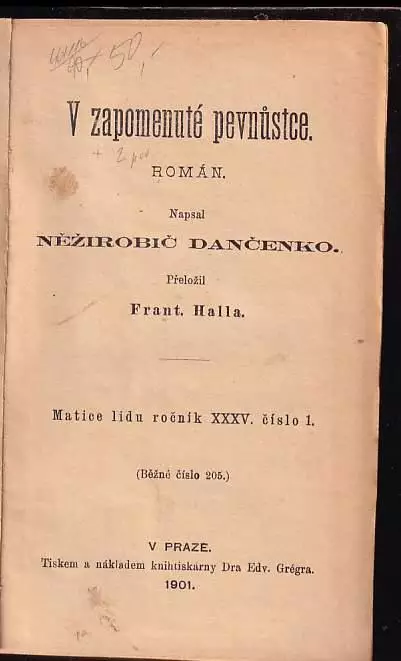 50,-
V zapomenuté pevnůstce.
ROMÁN.
Napsal
NĚŽIROBIČ DANČENKO.
Přeložil
Frant. Halla.
Matice lidu ročník XXXV. číslo 1.
(Běžné číslo 205.)
V PRAZE.
Tiskem a nákladem knihtiskárny Dra Edv. Grégra.
1901.